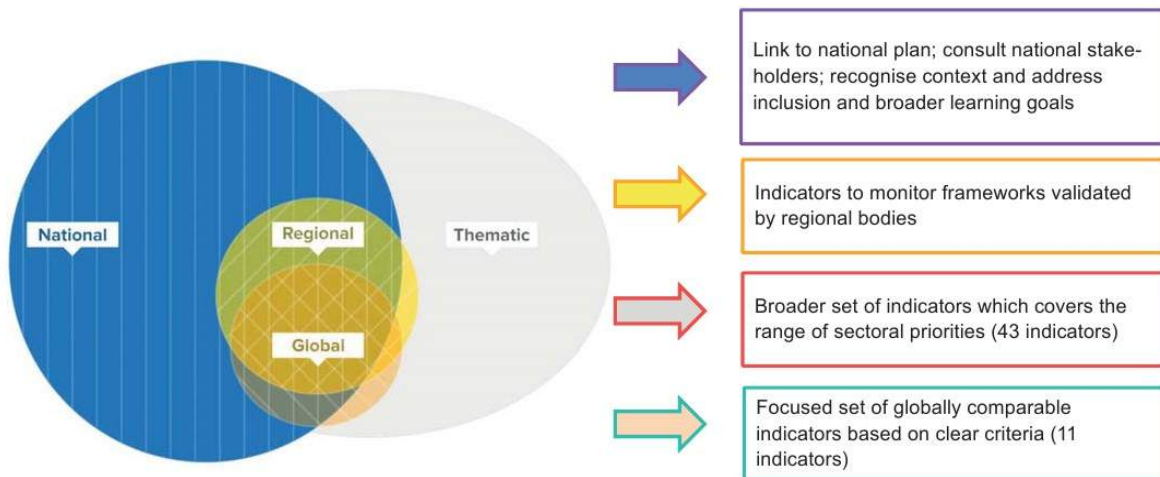 National
Regional
Thematic
Global
Link to national plan; consult national stake-
holders; recognise context and address
inclusion and broader learning goals
Indicators to monitor frameworks validated
by regional bodies
Broader set of indicators which covers the
range of sectoral priorities (43 indicators)
Focused set of globally comparable
indicators based on clear criteria (11
indicators)